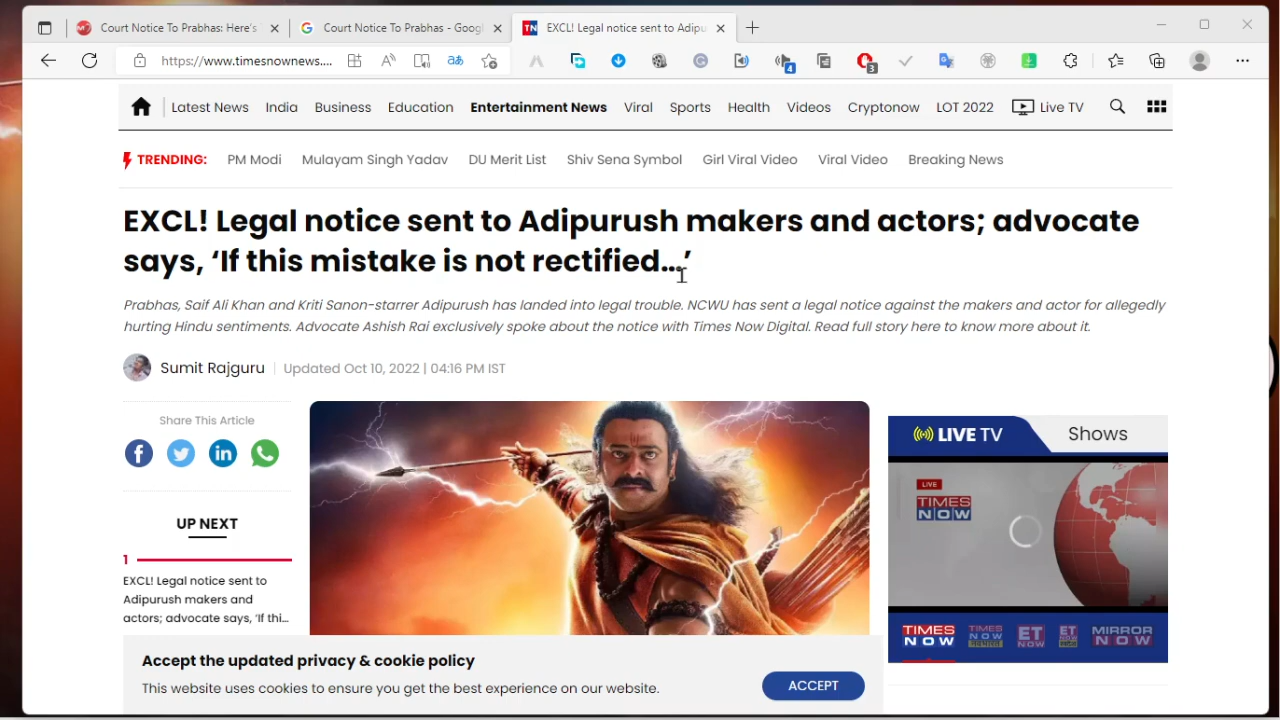 Court Notice To Prabhas: Here's
Court Notice To Prabhas - Googl
TN
EXCL! Legal notice sent to Adipu
https://www.timesnownews....
aあ
4
3
Latest News
India
Business
Education
Entertainment News
Viral
Sports
Health
Videos
Cryptonow
LOT 2022
Live TV
TRENDING:
PM Modi
Mulayam Singh Yadav
DU Merit List
Shiv Sena Symbol
Girl Viral Video
Viral Video
Breaking News
EXCL! Legal notice sent to Adipurush makers and actors; advocate
says, ‘If this mistake is not rectified...’
Prabhas, Saif Ali Khan and Kriti Sanon-starrer Adipurush has landed into legal trouble. NCWU has sent a legal notice against the makers and actor for allegedly
hurting Hindu sentiments. Advocate Ashish Rai exclusively spoke about the notice with Times Now Digital. Read full story here to know more about it.
Sumit Rajguru
Updated Oct 10, 2022 | 04:16 PM IST
Share This Article
UP NEXT
1
EXCL! Legal notice sent to
Adipurush makers and
actors; advocate says, ‘If thi...
LIVE TV
Shows
LIVE
TIMES
NOW
TIMES
NOW
TIMES
NOW
ET
NOW
ET
NOW
MIRROR
NOW
Accept the updated privacy & cookie policy
This website uses cookies to ensure you get the best experience on our website.
ACCEPT